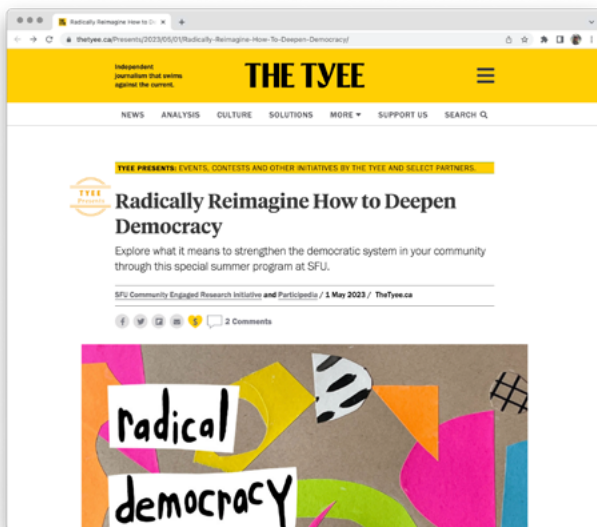 Radically Reimagine How to De
thetyee.ca/Presents/2023/05/01/Radically-Reimagine-How-To-Deepen-Democracy/
Independent
journalism that swims
against the current.
THE TYEE
NEWS ANALYSIS CULTURE SOLUTIONS MORE SUPPORT US SEARCH
TYEE PRESENTS: EVENTS, CONTESTS AND OTHER INITIATIVES BY THE TYEE AND SELECT PARTNERS.
TYEE
Presents
Radically Reimagine How to Deepen
Democracy
Explore what it means to strengthen the democratic system in your community
through this special summer program at SFU.
SFU Community Engaged Research Initiative and Participedia / 1 May 2023 / TheTyee.ca
2 Comments
radical
democracy